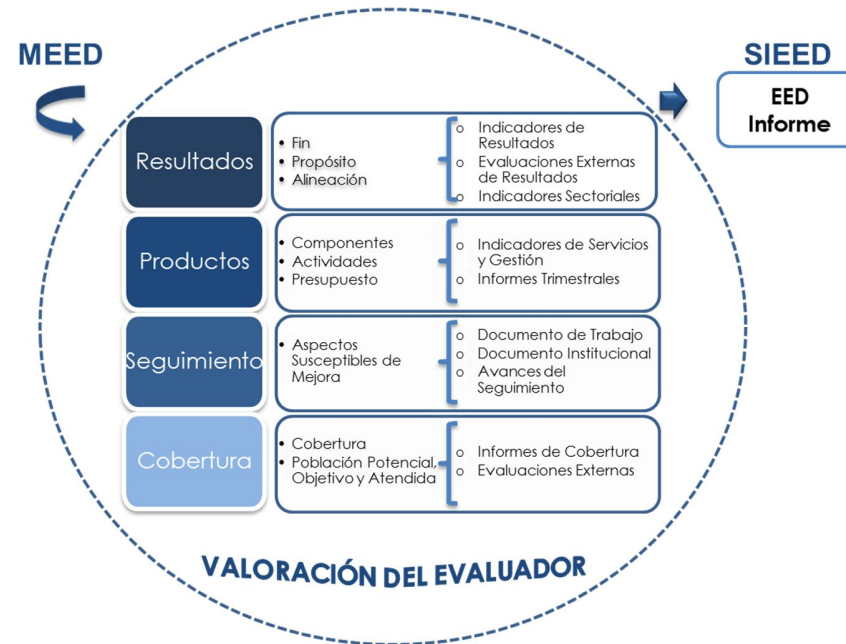 MEED
SIEED
EED
Informe
Resultados
• Fin
• Propósito
• Alineación
o Indicadores de
Resultados
o Evaluaciones Externas
de Resultados
o Indicadores Sectoriales
Productos
• Componentes
• Actividades
• Presupuesto
o Indicadores de Servicios
y Gestión
o Informes Trimestrales
Seguimiento
• Aspectos
Susceptibles de
Mejora
o Documento de Trabajo
o Documento Institucional
o Avances del
Seguimiento
Cobertura
• Cobertura
• Población Potencial,
Objetivo y Atendida
o Informes de Cobertura
o Evaluaciones Externas
VALORACIÓN DEL EVALUADOR